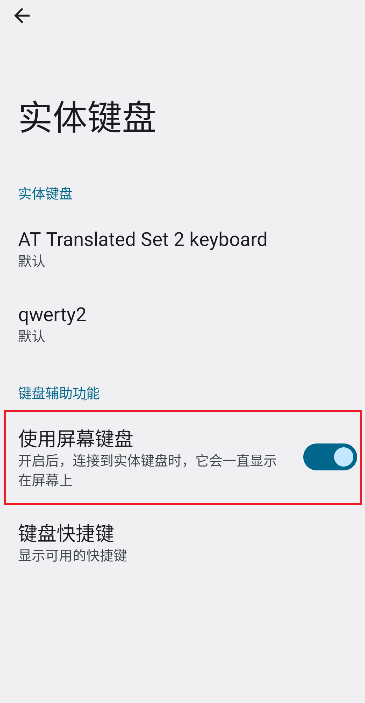 实体键盘
实体键盘
AT Translated Set 2 keyboard
默认
qwerty2
默认
键盘辅助功能
使用屏幕键盘
开启后，连接到实体键盘时，它会一直显示
在屏幕上
键盘快捷键
显示可用的快捷键